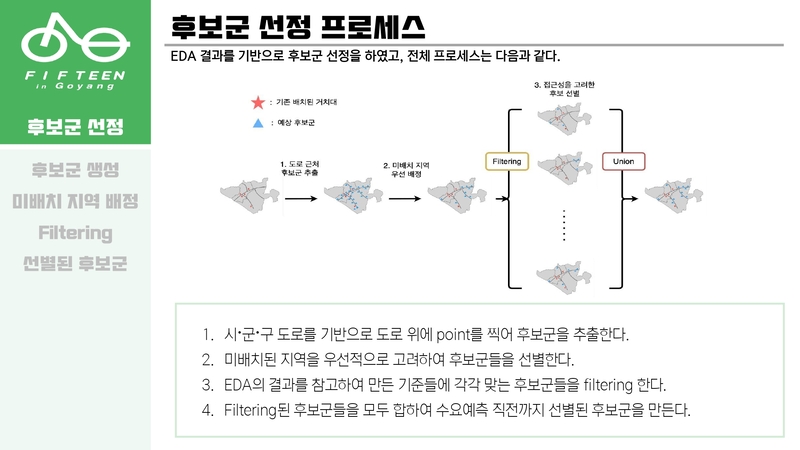 FIFTEEN
in Goyang
후보군 선정
후보군 생성
미배치 지역 배정
Filtering
선별된 후보군
후보군 선정 프로세스
EDA 결과를 기반으로 후보군 선정을 하였고, 전체 프로세스는 다음과 같다.
: 기존 배치된 거치대
: 예상 후보군
1. 도로 근처
후보군 추출
2. 미배치 지역
우선 배정
3. 접근성을 고려한
후보 선별
Filtering
Union
1. 시·군·구 도로를 기반으로 도로 위에 point를 찍어 후보군을 추출한다.
2. 미배치된 지역을 우선적으로 고려하여 후보군들을 선별한다.
3. EDA의 결과를 참고하여 만든 기준들에 각각 맞는 후보군들을 filtering 한다.
4. Filtering된 후보군들을 모두 합하여 수요예측 직전까지 선별된 후보군을 만든다.